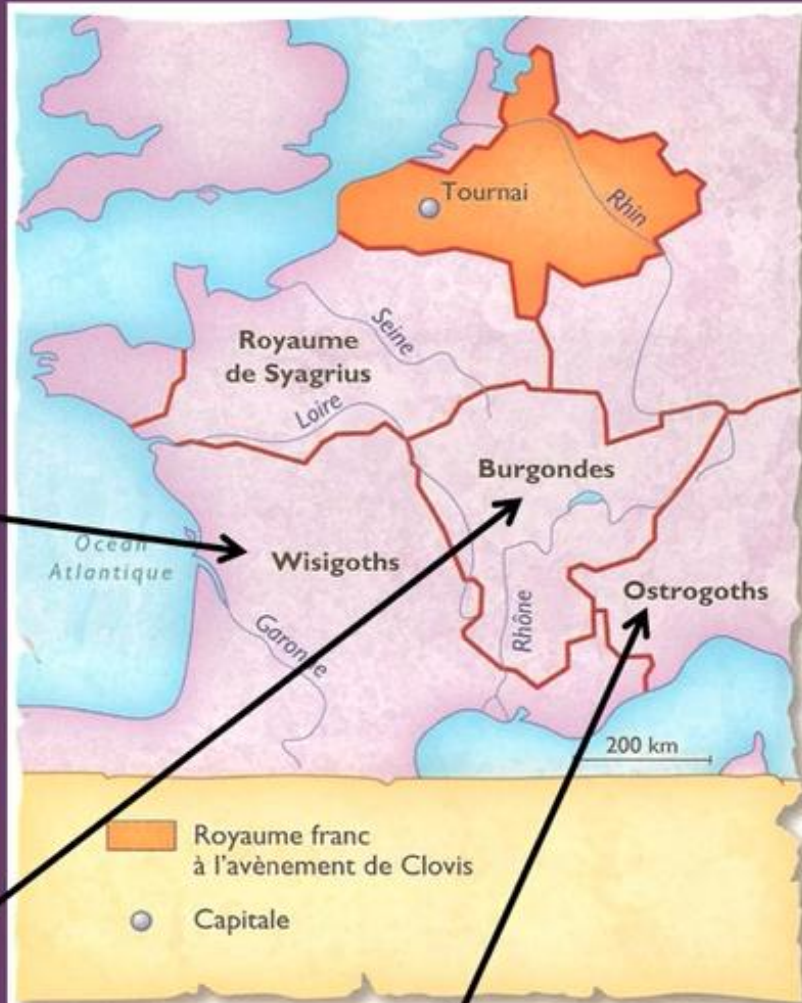 Tournai
Rhin
Seine
Royaume
de Syagrius
Loire
Burgondes
Océan
Atlantique
Wisigoths
Ostrogoths
Rhône
Garonne
200 km
Royaume franc
à l'avènement de Clovis
Capitale